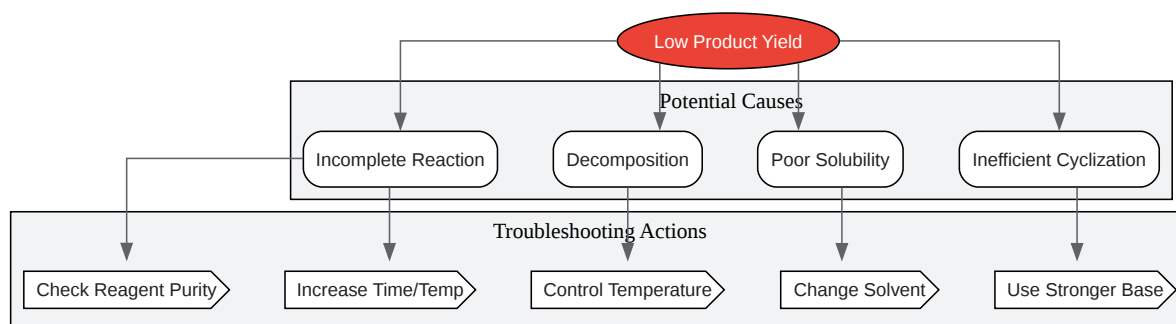 Low Product Yield
Potential Causes
Incomplete Reaction
Decomposition
Poor Solubility
Inefficient Cyclization
Troubleshooting Actions
Check Reagent Purity
Increase Time/Temp
Control Temperature
Change Solvent
Use Stronger Base